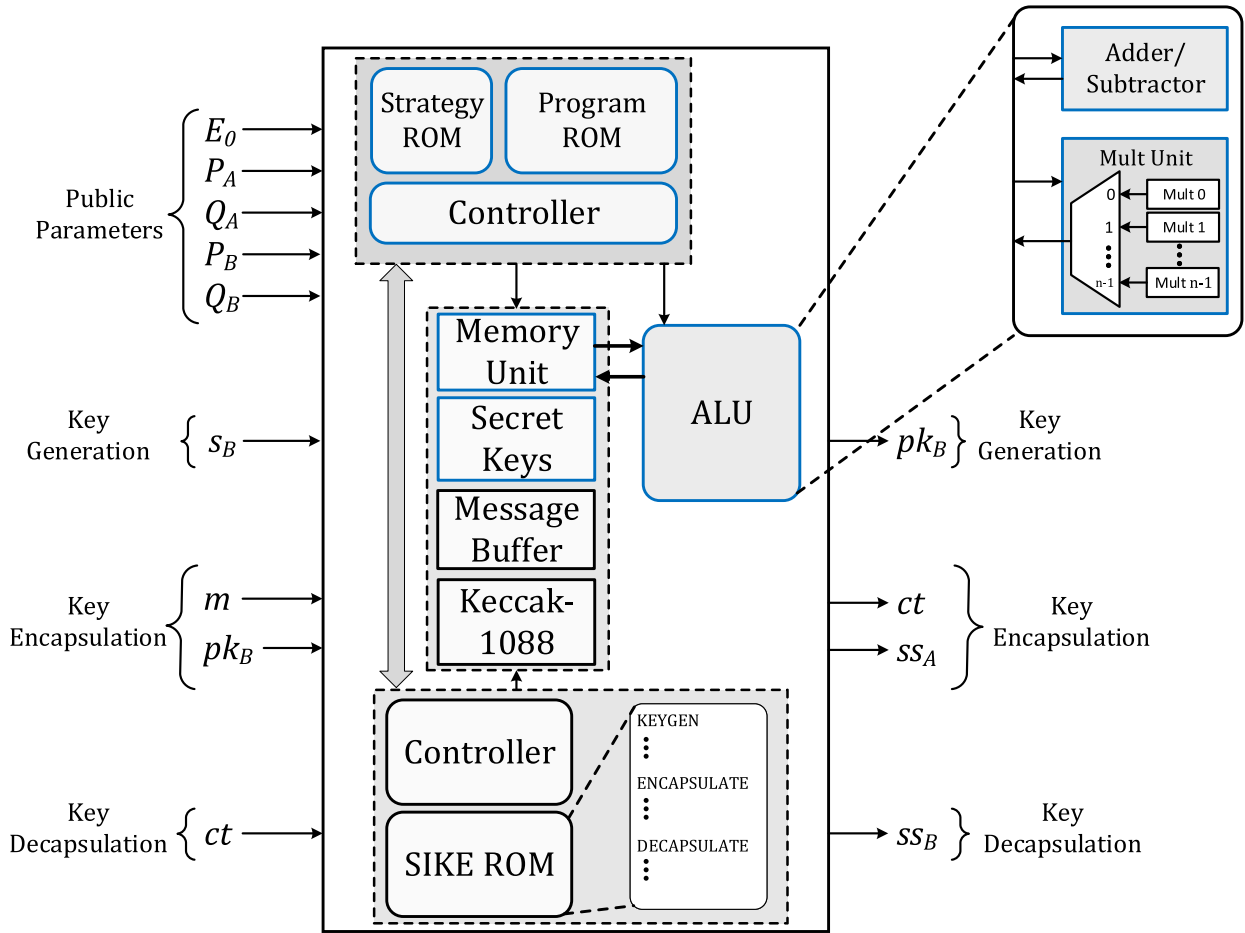 Public
Parameters
E0
PA
QA
PB
QB
Key
Generation
sB
Key
Encapsulation
m
pkB
Key
Decapsulation
ct
Strategy
ROM
Program
ROM
Controller
Memory
Unit
Secret
Keys
Message
Buffer
Keccak-
1088
ALU
Controller
SIKE ROM
KEYGEN
ENCAPSULATE
DECAPSULATE
Adder/
Subtractor
Mult Unit
0
Mult 0
1
Mult 1
n-1
Mult n-1
pkB
Key
Generation
ct
ssA
Key
Encapsulation
ssB
Key
Decapsulation